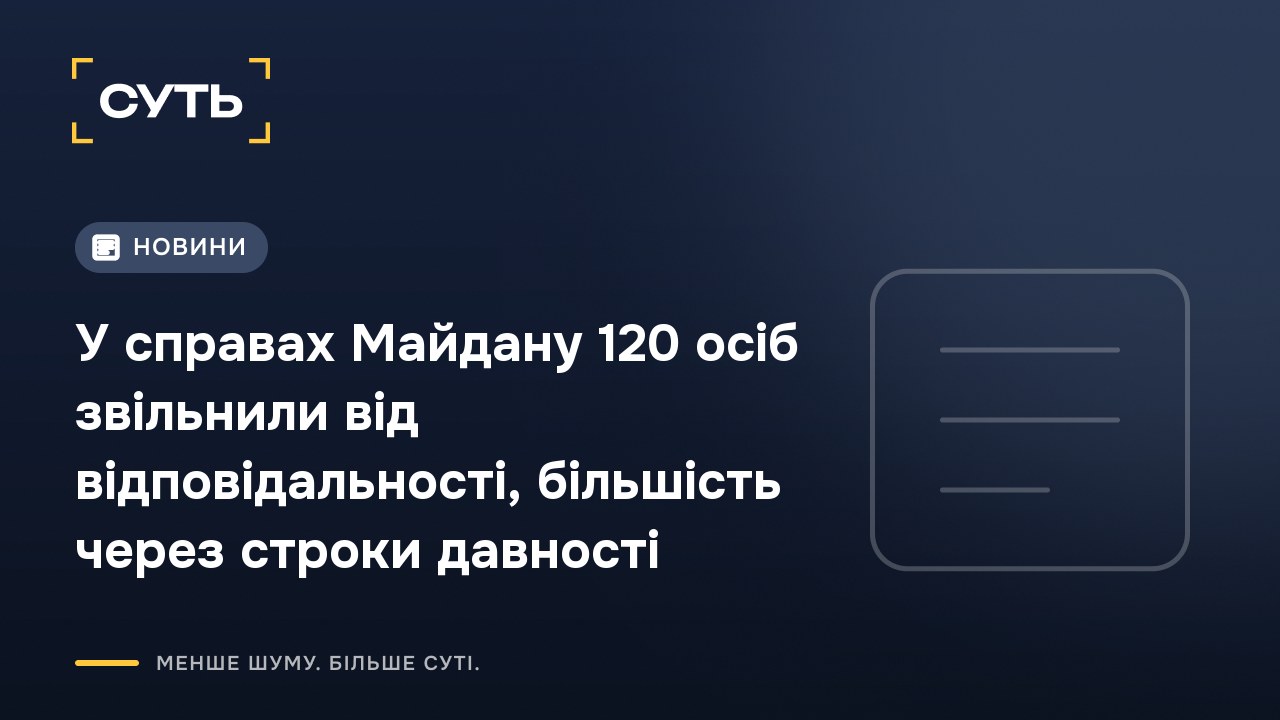 СУТЬ
НОВИНИ
У справах Майдану 120 осіб
звільнили від
відповідальності, більшість
через строки давності
МЕНШЕ ШУМУ. БІЛЬШЕ СУТІ.